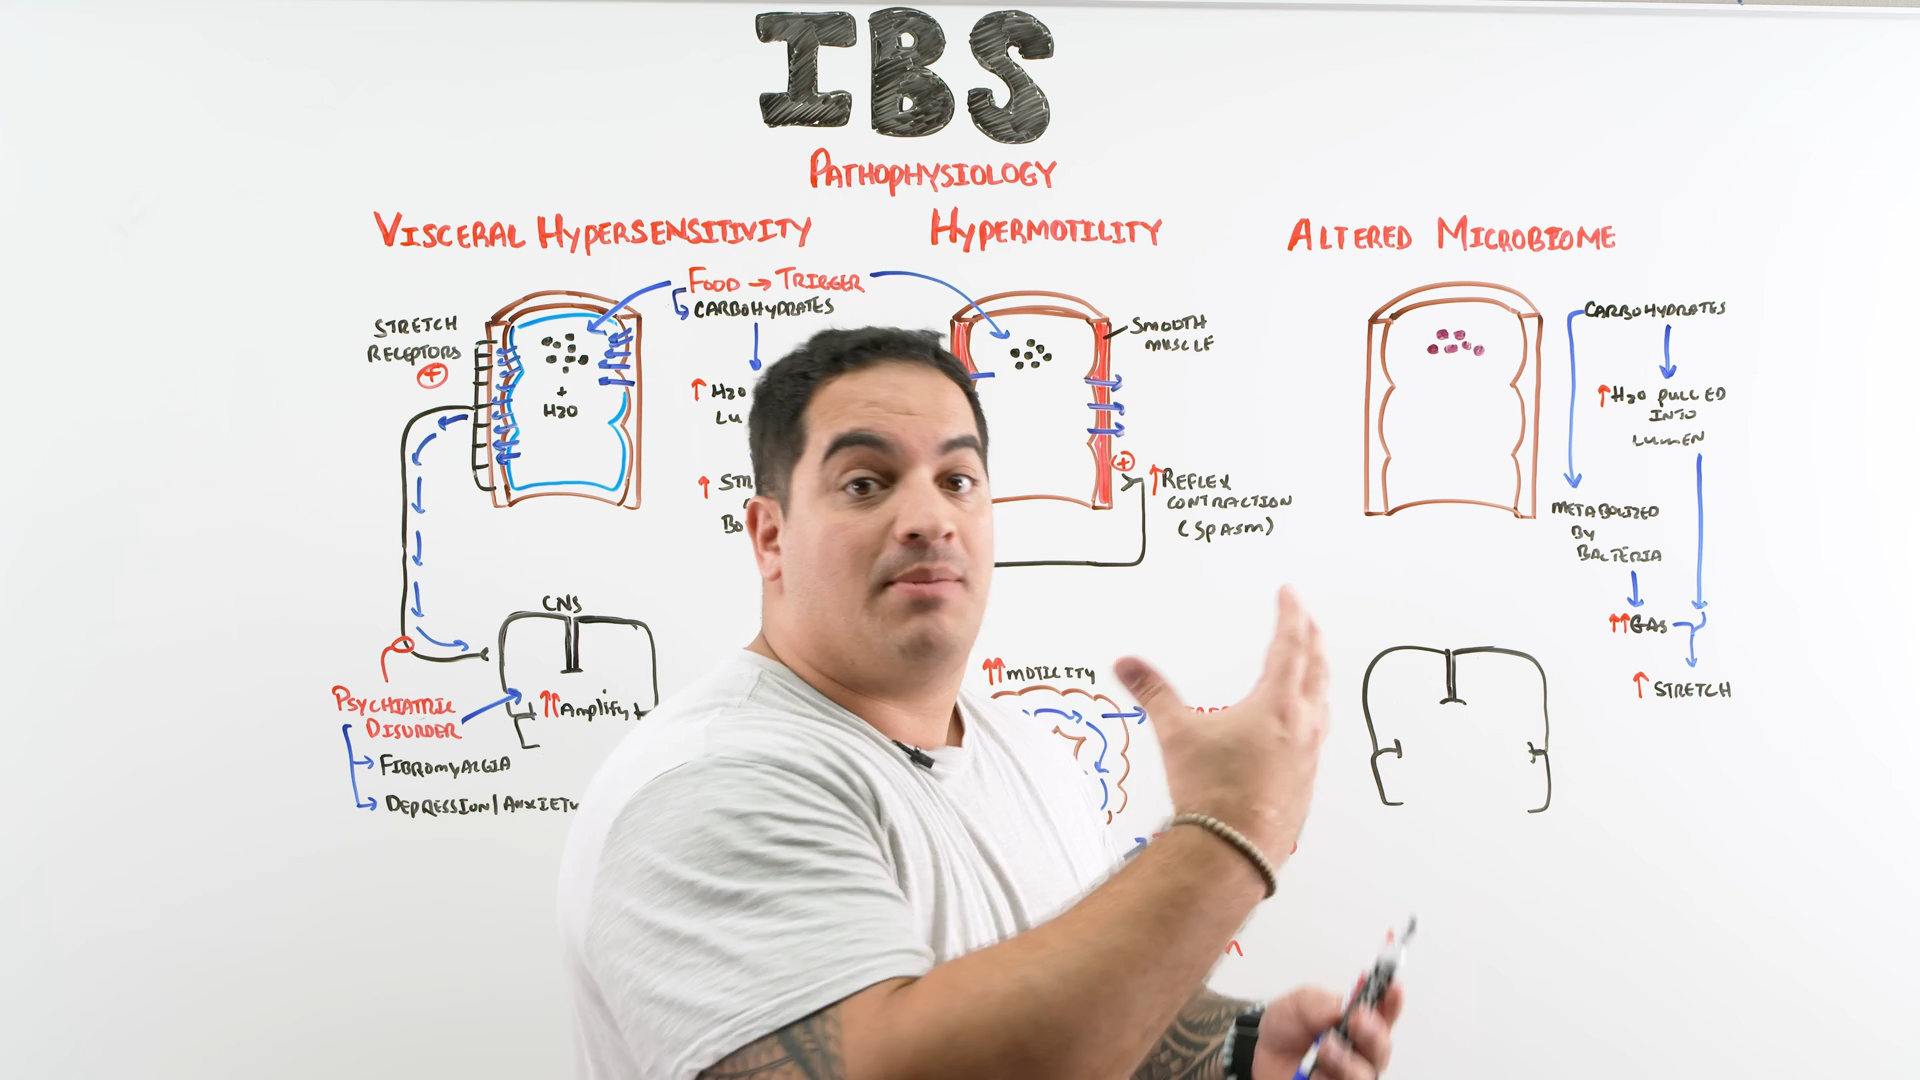 IBS
PATHOPHYSIOLOGY
VISCERAL HYPERSENSITIVITY
FOOD → TRIGGER
CARBOHYDRATES
STRETCH
RECEPTORS
+
+
H2O
↑ H2O
↑
CNS
↑↑ Amplify
PSYCHIATRIC
DISORDER
FIBROMYALGIA
DEPRESSION/ANXIETY
HYPERMOTILITY
SMOOTH
MUSCLE
+
↑ REFLEX
CONTRACTION
(SPASM)
↑↑ MOTILITY
ALTERED MICROBIOME
CARBOHYDRATES
↑ H2O PULLED
INTO
LUMEN
METABOLIZED
BY
BACTERIA
↑↑ GAS
↑ STRETCH